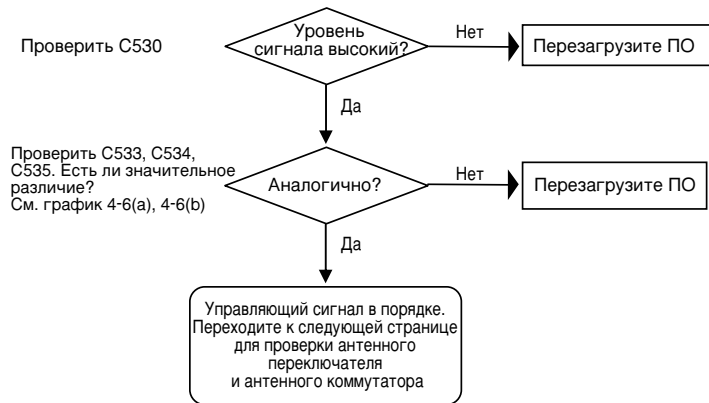 Проверить C530
Уровень
сигнала высокий?
Нет
Перезагрузите ПО
Да
Проверить C533, C534,
C535. Есть ли значительное
различие?
См. график 4-6(a), 4-6(b)
Аналогично?
Нет
Перезагрузите ПО
Да
Управляющий сигнал в порядке.
Переходите к следующей странице
для проверки антенного
переключателя
и антенного коммутатора